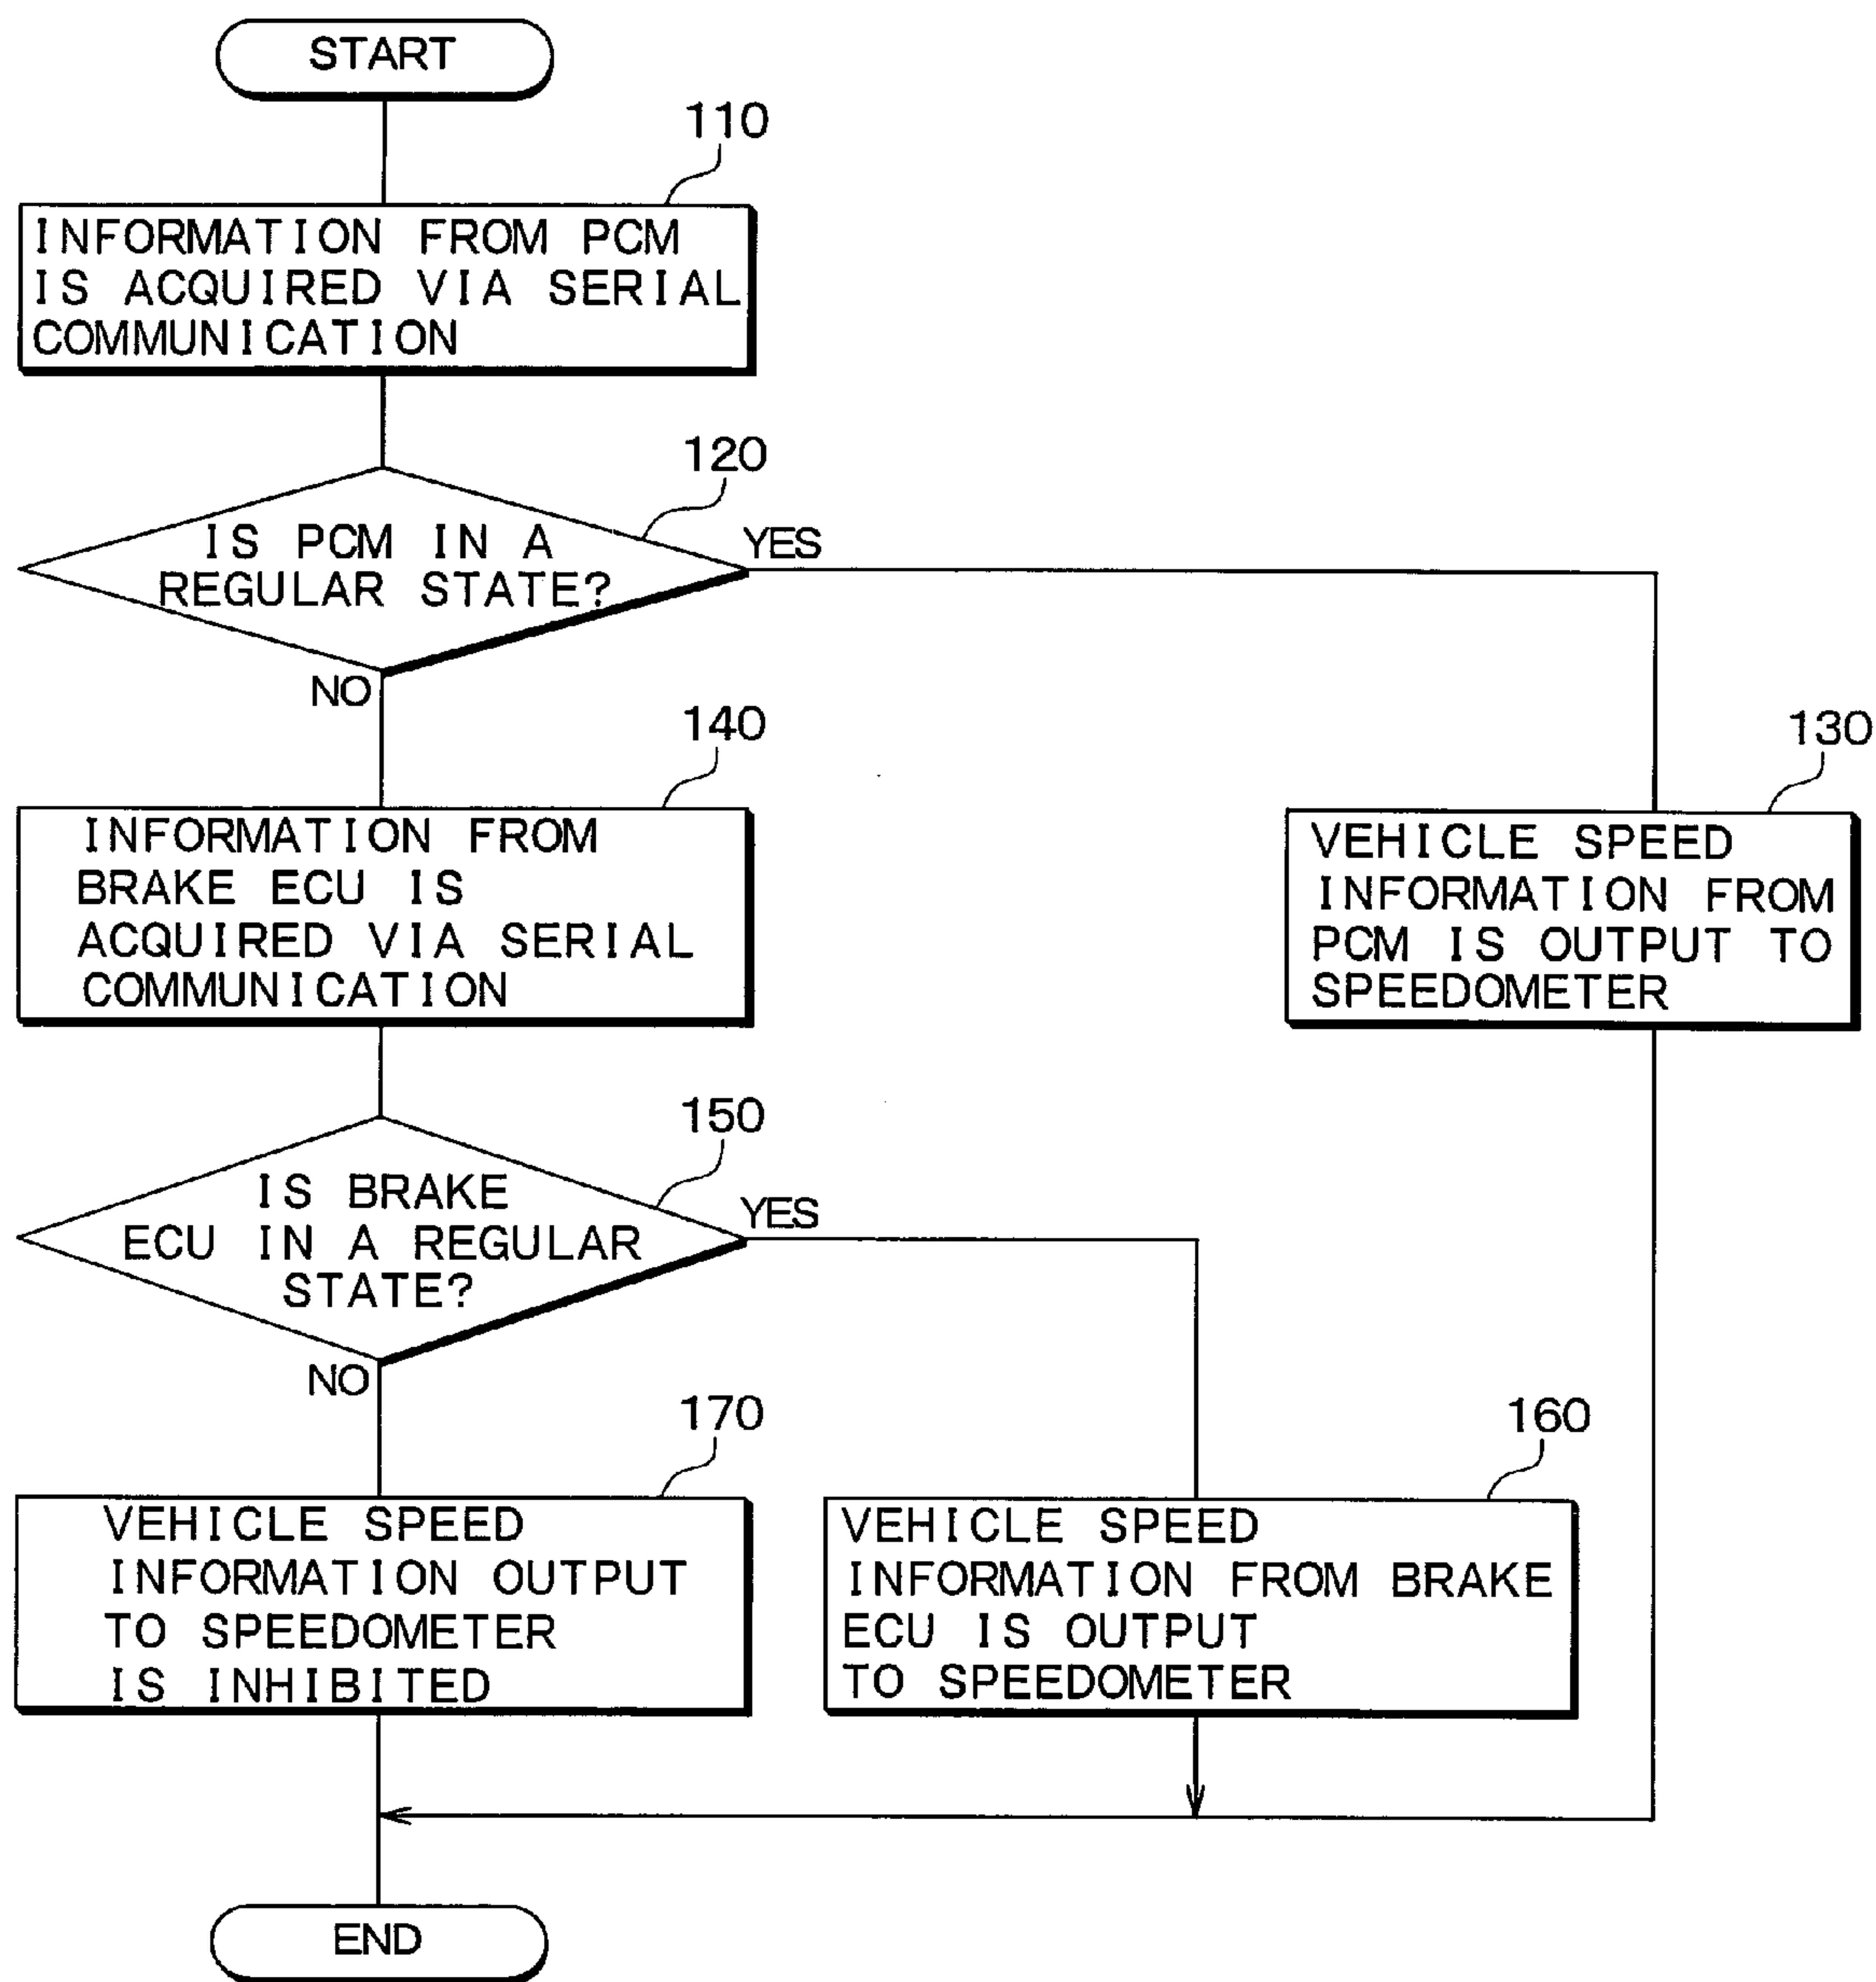 START
110
INFORMATION FROM PCM
IS ACQUIRED VIA SERIAL
COMMUNICATION
120
IS PCM IN A
REGULAR STATE?
YES
NO
140
INFORMATION FROM
BRAKE ECU IS
ACQUIRED VIA SERIAL
COMMUNICATION
130
VEHICLE SPEED
INFORMATION FROM
PCM IS OUTPUT TO
SPEEDOMETER
150
IS BRAKE
ECU IN A REGULAR
STATE?
YES
NO
170
VEHICLE SPEED
INFORMATION OUTPUT
TO SPEEDOMETER
IS INHIBITED
160
VEHICLE SPEED
INFORMATION FROM BRAKE
ECU IS OUTPUT
TO SPEEDOMETER
END